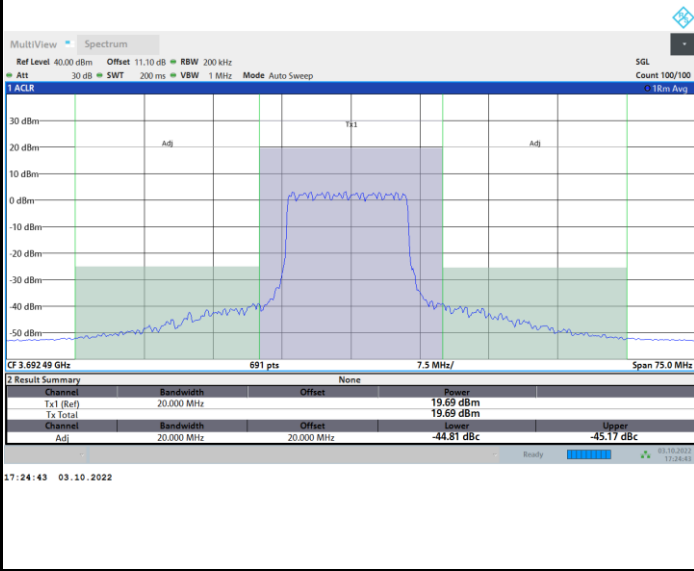 MultiView Spectrum
Ref Level 40.00 dBm Offset 11.10 dB RBW 200 kHz SGL
Att 30 dB SWT 200 ms VBW 1 MHz Mode Auto Sweep Count 100/100
1 ACLR 1Rm Avg
Tx1
Adj Adj
30 dBm
20 dBm
10 dBm
0 dBm
-10 dBm
-20 dBm
-30 dBm
-40 dBm
-50 dBm
CF 3.692 49 GHz 691 pts 7.5 MHz/ Span 75.0 MHz
2 Result Summary None
Channel Bandwidth Offset Power
Tx1 (Ref) 20.000 MHz 19.69 dBm
Tx Total 19.69 dBm
Channel Bandwidth Offset Lower Upper
Adj 20.000 MHz 20.000 MHz -44.81 dBc -45.17 dBc
Ready 03.10.2022
17:24:43
17:24:43 03.10.2022